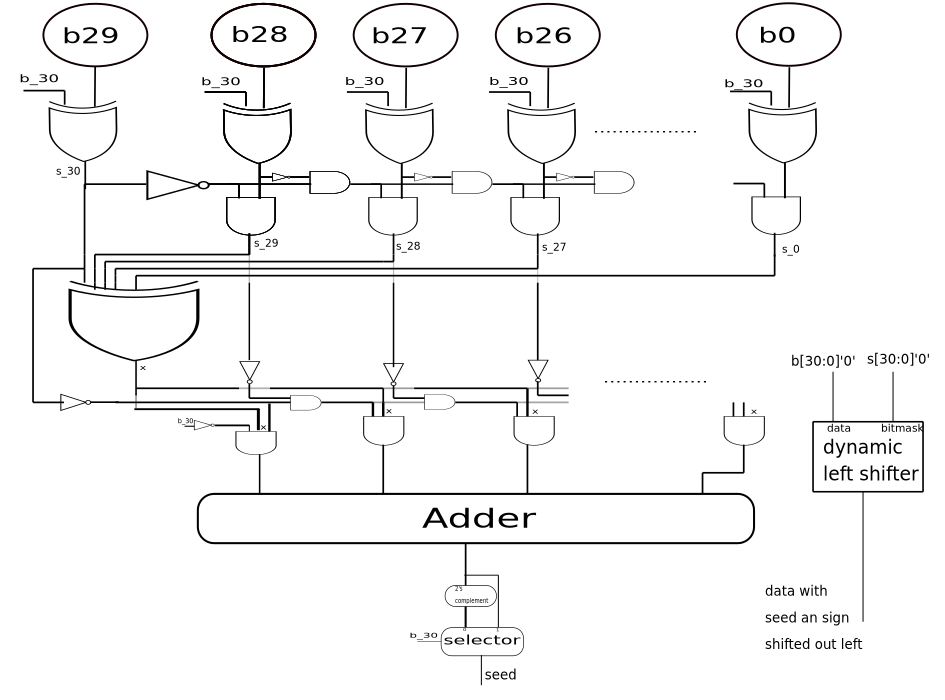 b29 b28 b27 b26 b0
b_30 b_30 b_30 b_30 b_30
s_30
s_29 s_28 s_27 s_0
x
b[30:0]'0' s[30:0]'0'
x x x
b_30 x
data bitmask
dynamic
left shifter
Adder
2's
complement
data with
seed an sign
shifted out left
b_30 selector
seed